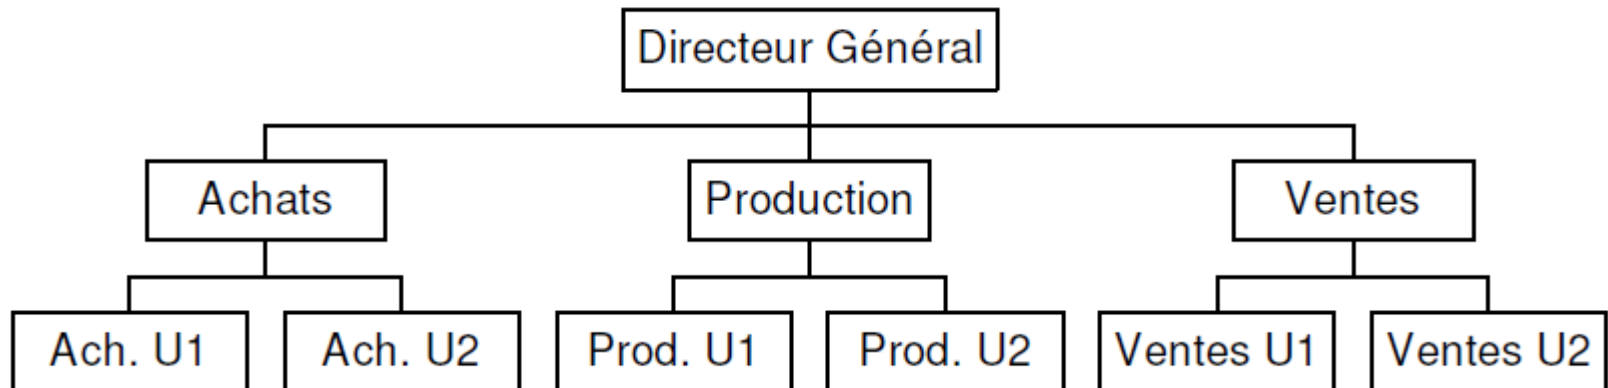 Directeur Général
Achats
Production
Ventes
Ach. U1
Ach. U2
Prod. U1
Prod. U2
Ventes U1
Ventes U2